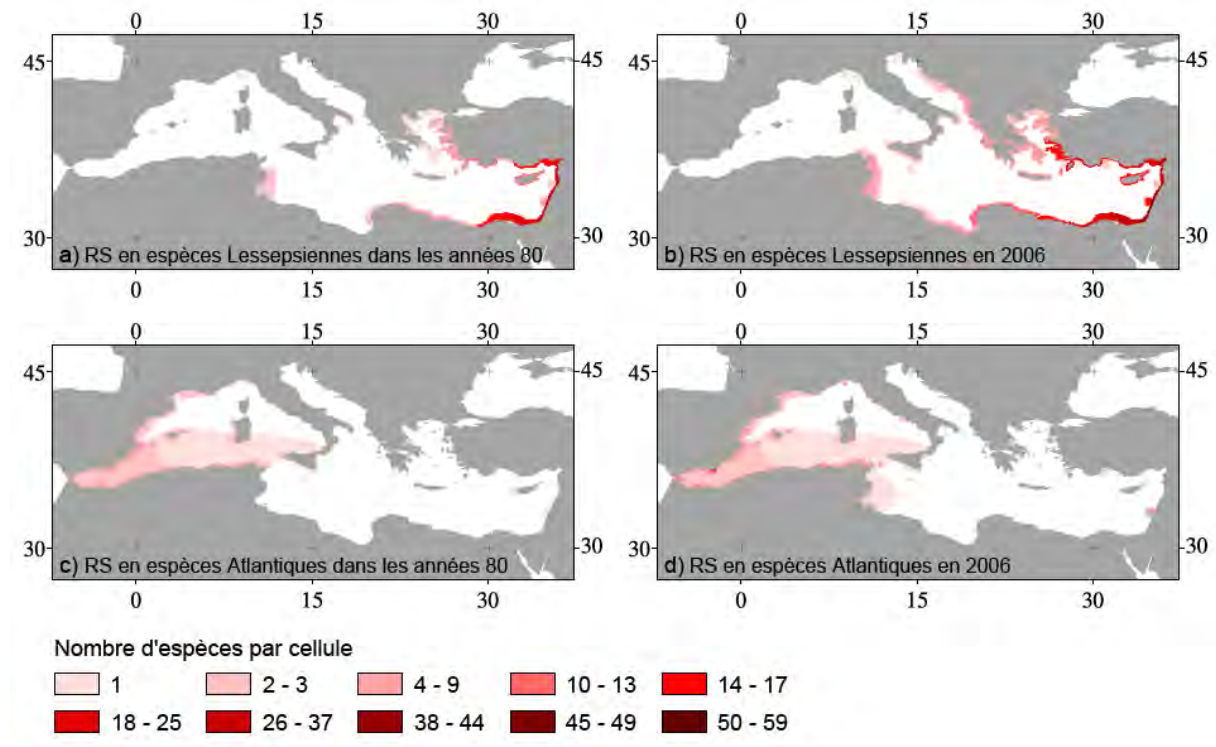 0 15 30 0 15 30
45 45 45 45
30 30 30 30
a) RS en espèces Lessepsiennes dans les années 80 b) RS en espèces Lessepsiennes en 2006
0 15 30 0 15 30
0 15 30 0 15 30
45 45 45 45
30 30 30 30
c) RS en espèces Atlantiques dans les années 80 d) RS en espèces Atlantiques en 2006
0 15 30 0 15 30
Nombre d'espèces par cellule
1 2 - 3 4 - 9 10 - 13 14 - 17
18 - 25 26 - 37 38 - 44 45 - 49 50 - 59